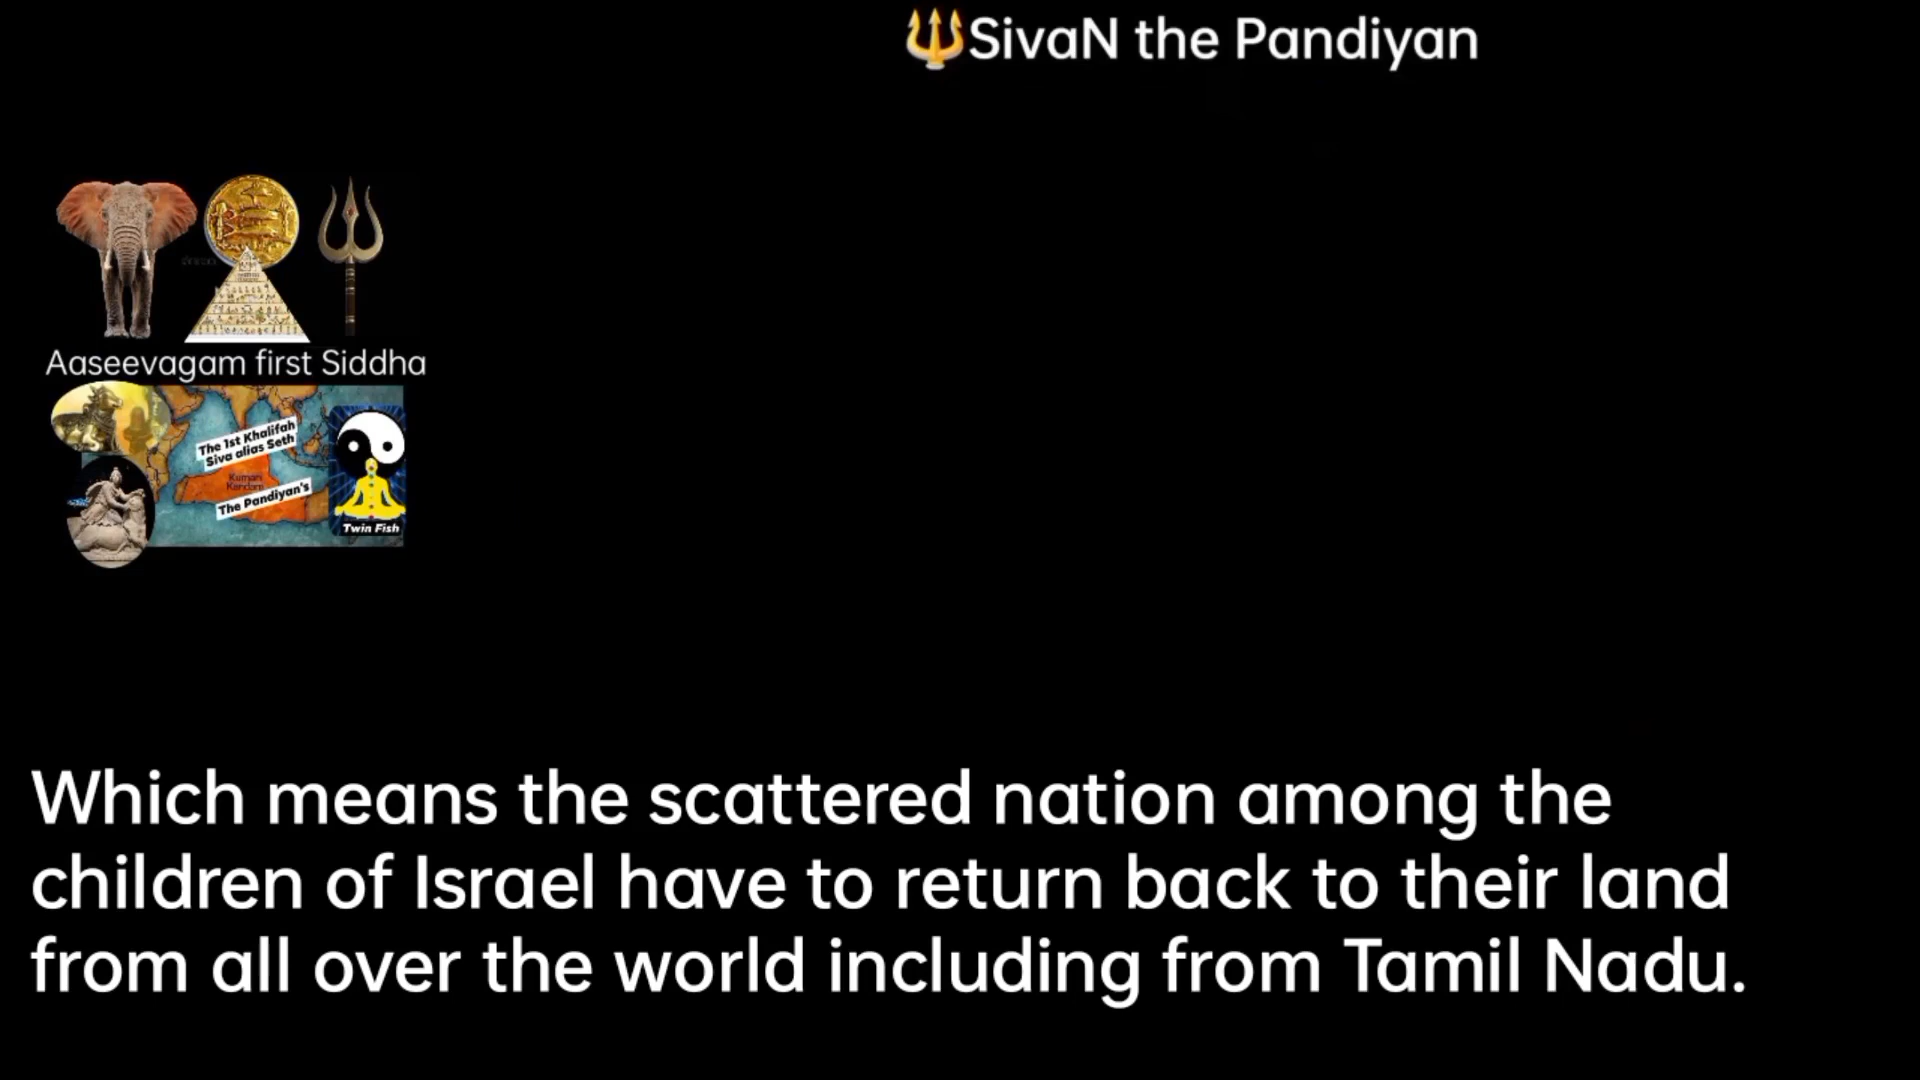 🔱SivaN the Pandiyan
Aaseevagam first Siddha
The 1st Khalifah
Siva alias Seth
Kumari
Kandam
The Pandiyan's
Twin Fish
Which means the scattered nation among the
children of Israel have to return back to their land
from all over the world including from Tamil Nadu.